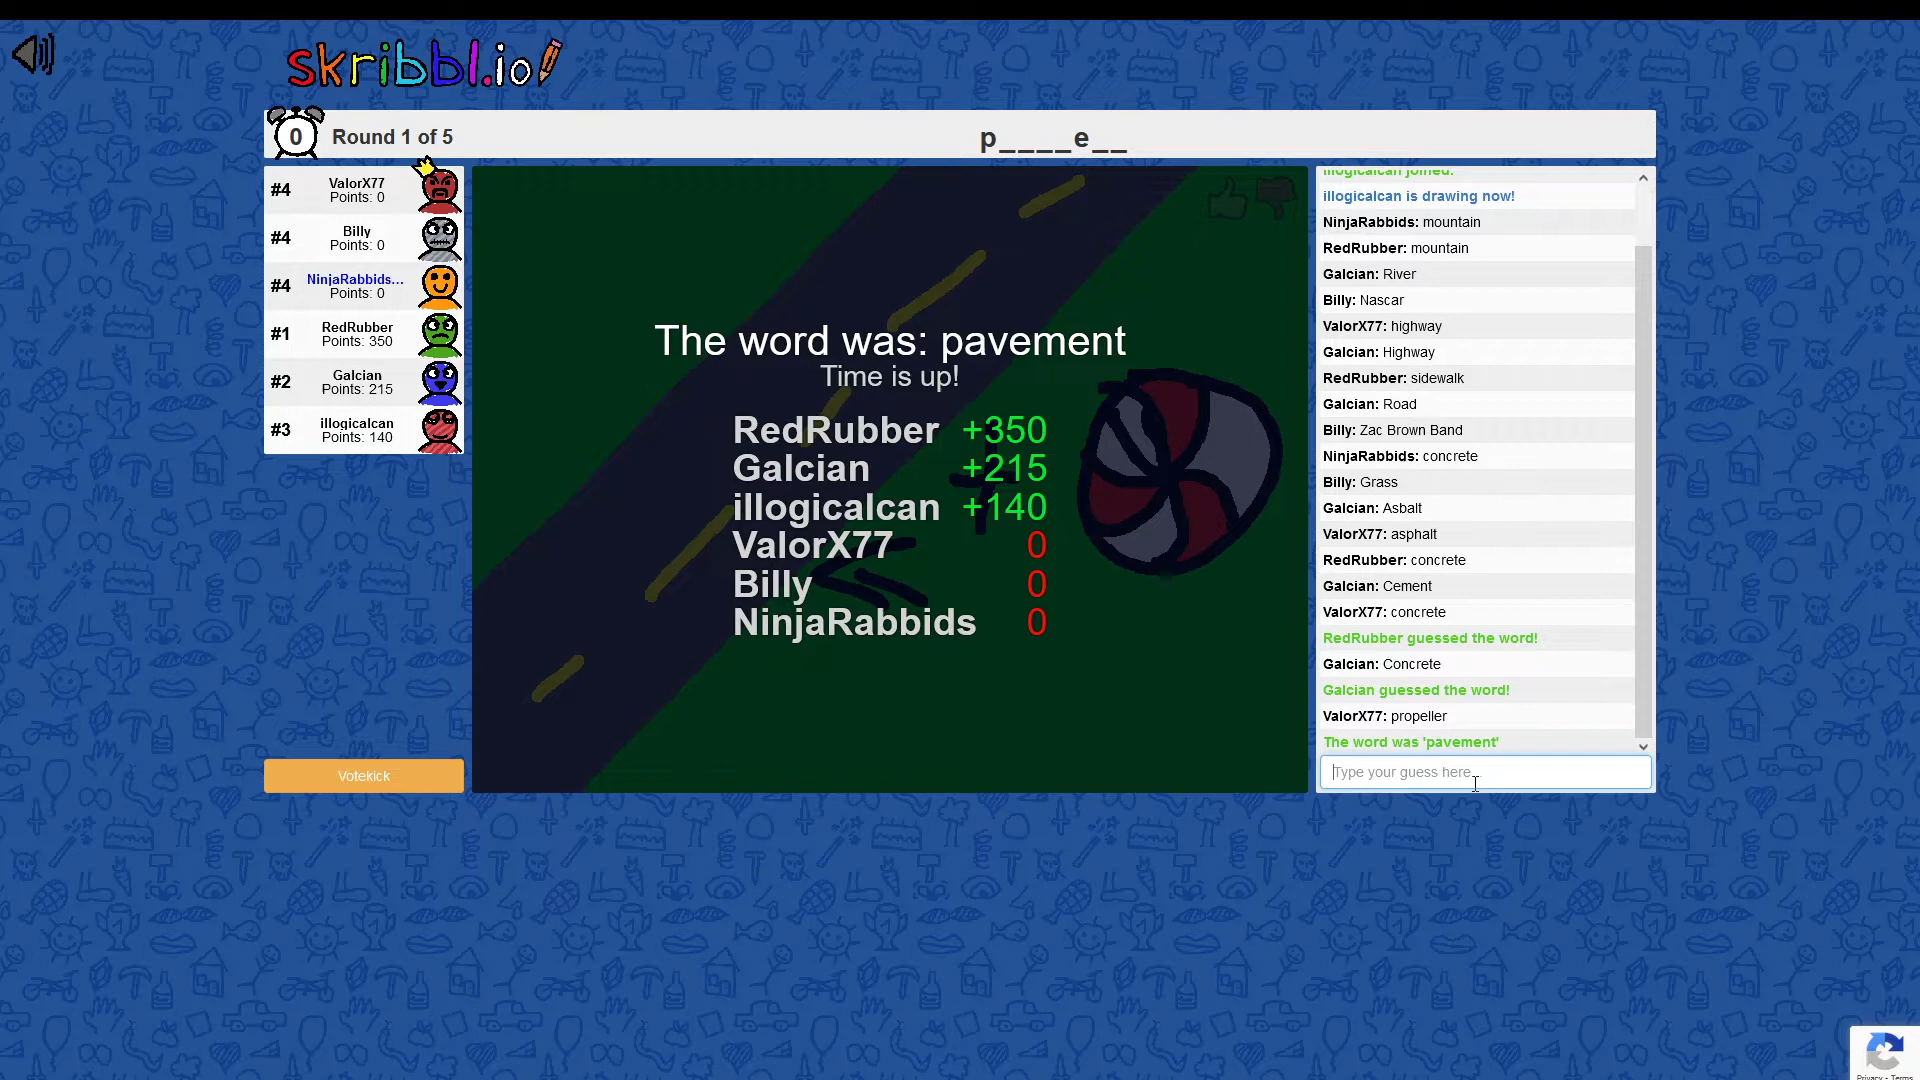 skribbl.io
0
Round 1 of 5
p____e__
#4
ValorX77
Points: 0
#4
Billy
Points: 0
#4
NinjaRabbids...
Points: 0
#1
RedRubber
Points: 350
#2
Galcian
Points: 215
#3
illogicalcan
Points: 140
Votekick
The word was: pavement
Time is up!
RedRubber +350
Galcian +215
illogicalcan +140
ValorX77 0
Billy 0
NinjaRabbids 0
illogicalcan joined.
illogicalcan is drawing now!
NinjaRabbids: mountain
RedRubber: mountain
Galcian: River
Billy: Nascar
ValorX77: highway
Galcian: Highway
RedRubber: sidewalk
Galcian: Road
Billy: Zac Brown Band
NinjaRabbids: concrete
Billy: Grass
Galcian: Asbalt
ValorX77: asphalt
RedRubber: concrete
Galcian: Cement
ValorX77: concrete
RedRubber guessed the word!
Galcian: Concrete
Galcian guessed the word!
ValorX77: propeller
The word was 'pavement'
Type your guess here...
Privacy - Terms